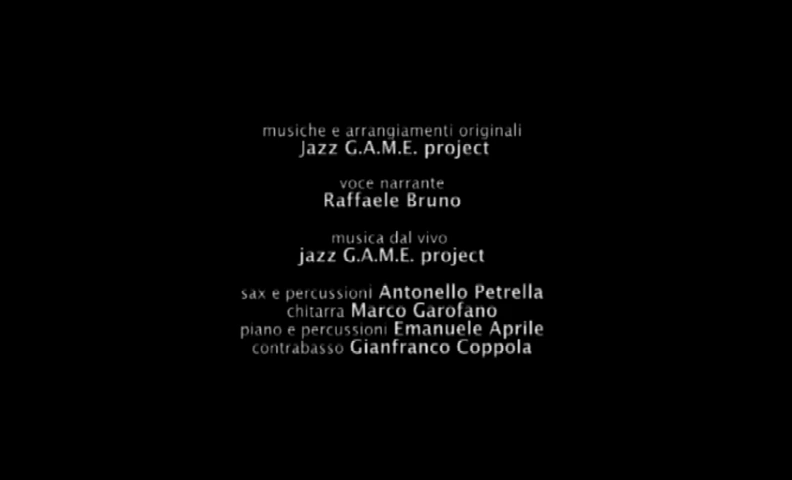 musiche e arrangiamenti originali
Jazz G.A.M.E. project
voce narrante
Raffaele Bruno
musica dal vivo
jazz G.A.M.E. project
sax e percussioni Antonello Petrella
chitarra Marco Garofano
piano e percussioni Emanuele Aprile
contrabasso Gianfranco Coppola